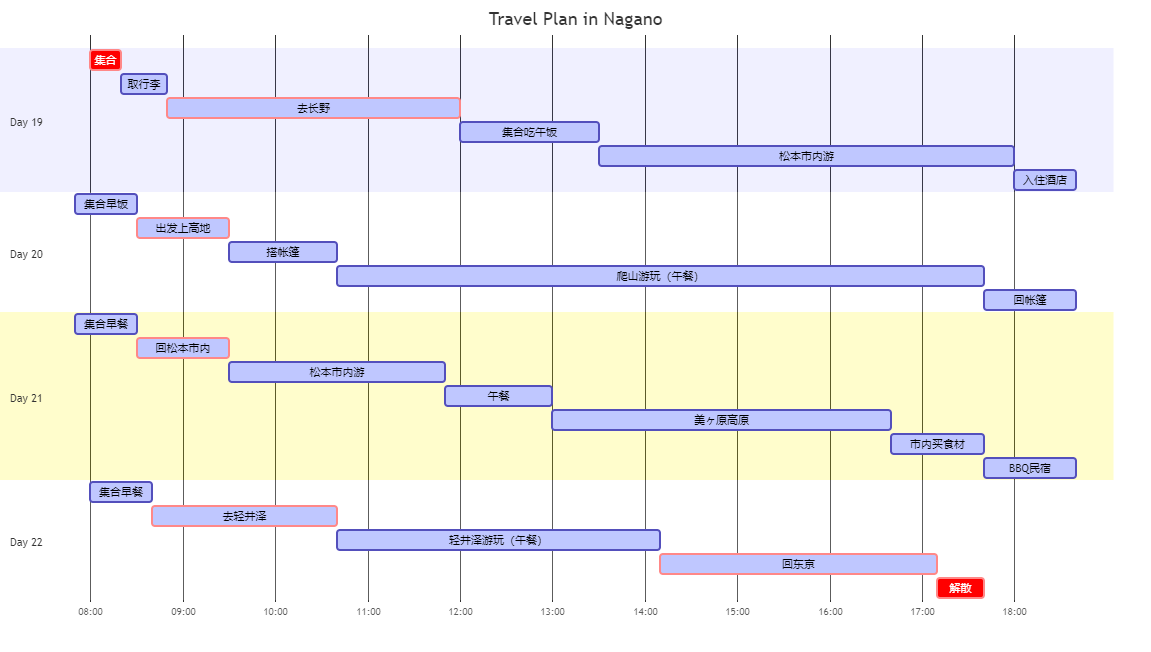 Travel Plan in Nagano
Day 19
集合
取行李
去长野
集合吃午饭
松本市内游
入住酒店
Day 20
集合早饭
出发上高地
搭帐篷
爬山游玩（午餐）
回帐篷
Day 21
集合早餐
回松本市内
松本市内游
午餐
美ヶ原高原
市内买食材
BBQ民宿
Day 22
集合早餐
去轻井泽
轻井泽游玩（午餐）
回东京
解散
08:00 09:00 10:00 11:00 12:00 13:00 14:00 15:00 16:00 17:00 18:00